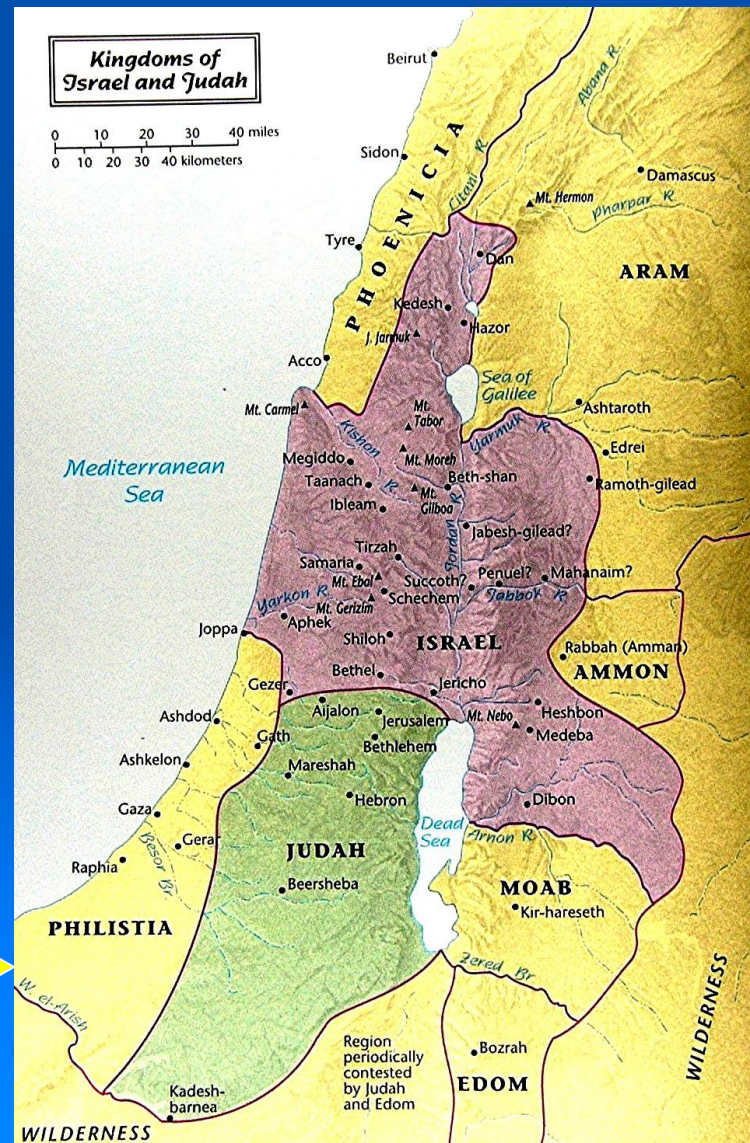 Kingdoms of
Israel and Judah
0 10 20 30 40 miles
0 10 20 30 40 kilometers
Beirut
Abana R.
Sidon
PHOENICIA
Litani R
Damascus
Mt. Hermon
Pharpar R
Tyre
Dan
ARAM
Kedesh
Hazor
J. Jarmuk
Acco
Sea of
Galilee
Mt. Carmel
Mt.
Tabor
Ashtaroth
Kishon R.
Yarmuk R
Edrei
Mediterranean
Sea
Megiddo
Mt. Moreh
Taanach
Beth-shan
Ramoth-gilead
Mt.
Gilboa
Ibleam
Jordan R
Jabesh-gilead?
Tirzah
Samaria
Mt. Ebal
Succoth?
Penuel?
Mahanaim?
Yarkon R.
Mt. Gerizim
Schechem
Jabbok R
Aphek
Joppa
Shiloh
ISRAEL
Rabbah (Amman)
AMMON
Bethel
Gezer
Jericho
Aijalon
Jerusalem
Mt. Nebo
Heshbon
Ashdod
Medeba
Gath
Bethlehem
Ashkelon
Mareshah
Hebron
Dibon
Gaza
Dead
Sea
Arnon R
Gerar
JUDAH
Besor Br
Raphia
Beersheba
MOAB
Kir-hareseth
PHILISTIA
Zered Br
W. el-Arish
WILDERNESS
Region
periodically
contested
by Judah
and Edom
Bozrah
EDOM
Kadesh-
barnea
WILDERNESS